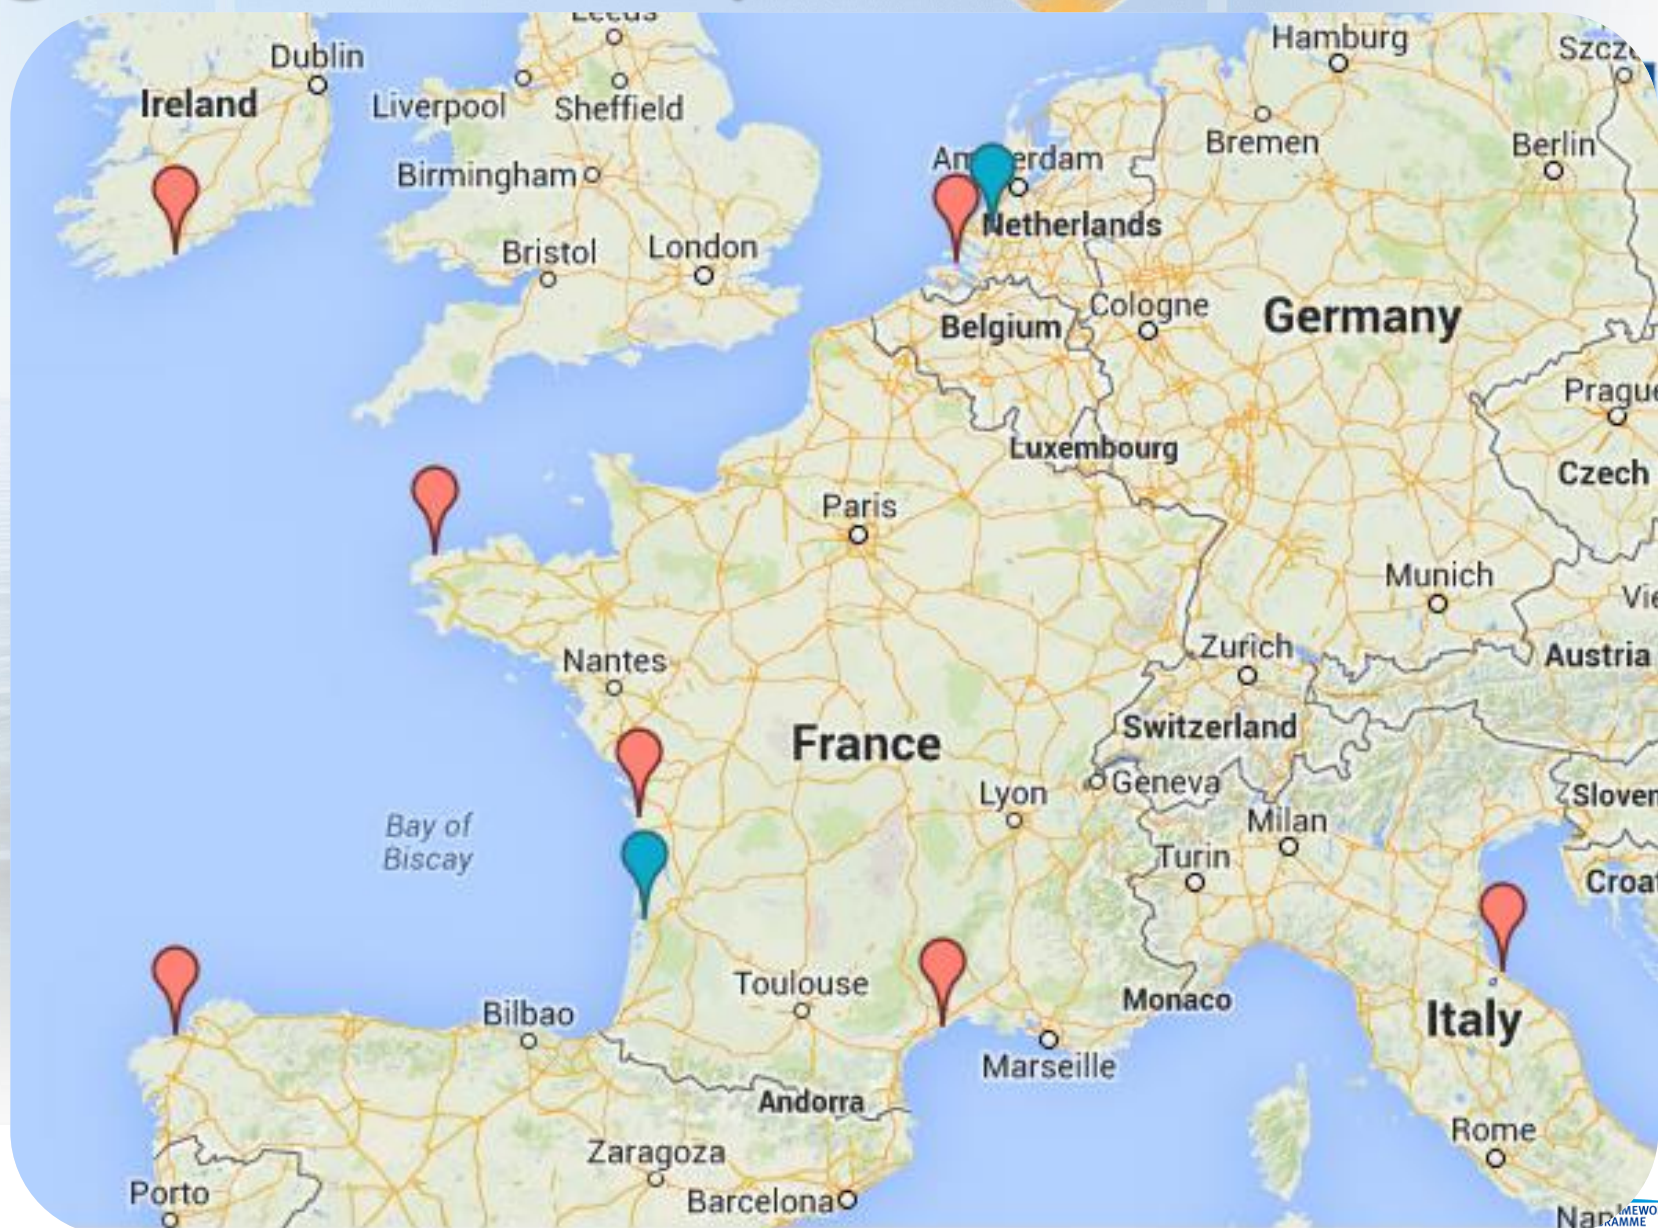 Leeds
Hamburg
Dublin
Ireland
Liverpool
Sheffield
Bremen
Berlin
Birmingham
Netherlands
Bristol
London
Cologne
Germany
Belgium
Prague
Luxembourg
Czech
Paris
Munich
Zurich
Nantes
Austria
Switzerland
France
Geneva
Lyon
Milan
Bay of
Biscay
Turin
Toulouse
Bilbao
Monaco
Italy
Marseille
Andorra
Rome
Zaragoza
Porto
Barcelona